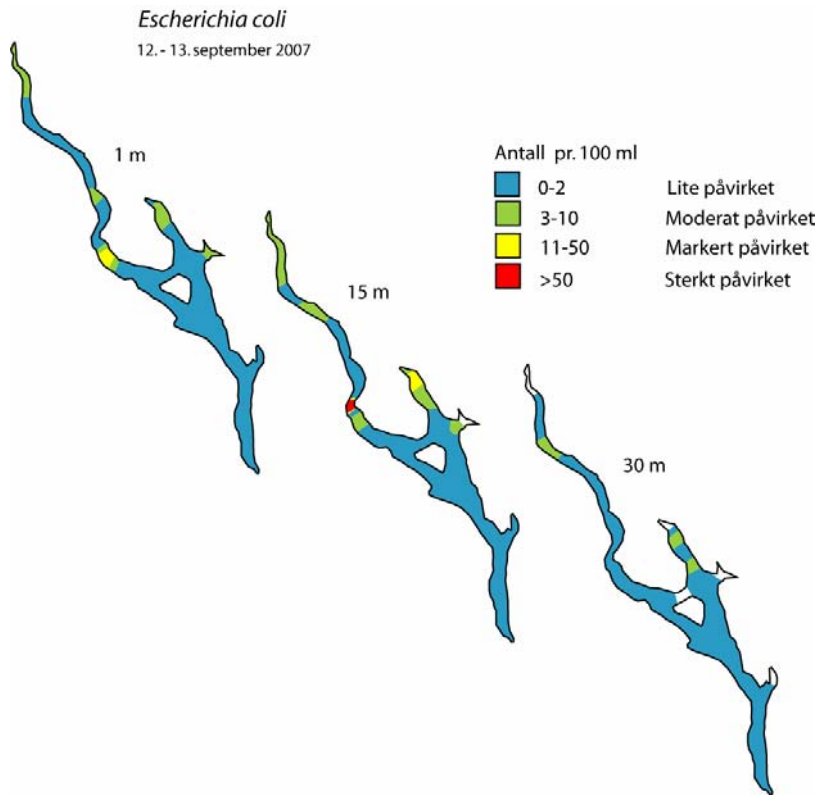 Escherichia coli
12. - 13. september 2007
1 m
15 m
30 m
Antall pr. 100 ml
0-2 Lite påvirket
3-10 Moderat påvirket
11-50 Markert påvirket
>50 Sterkt påvirket